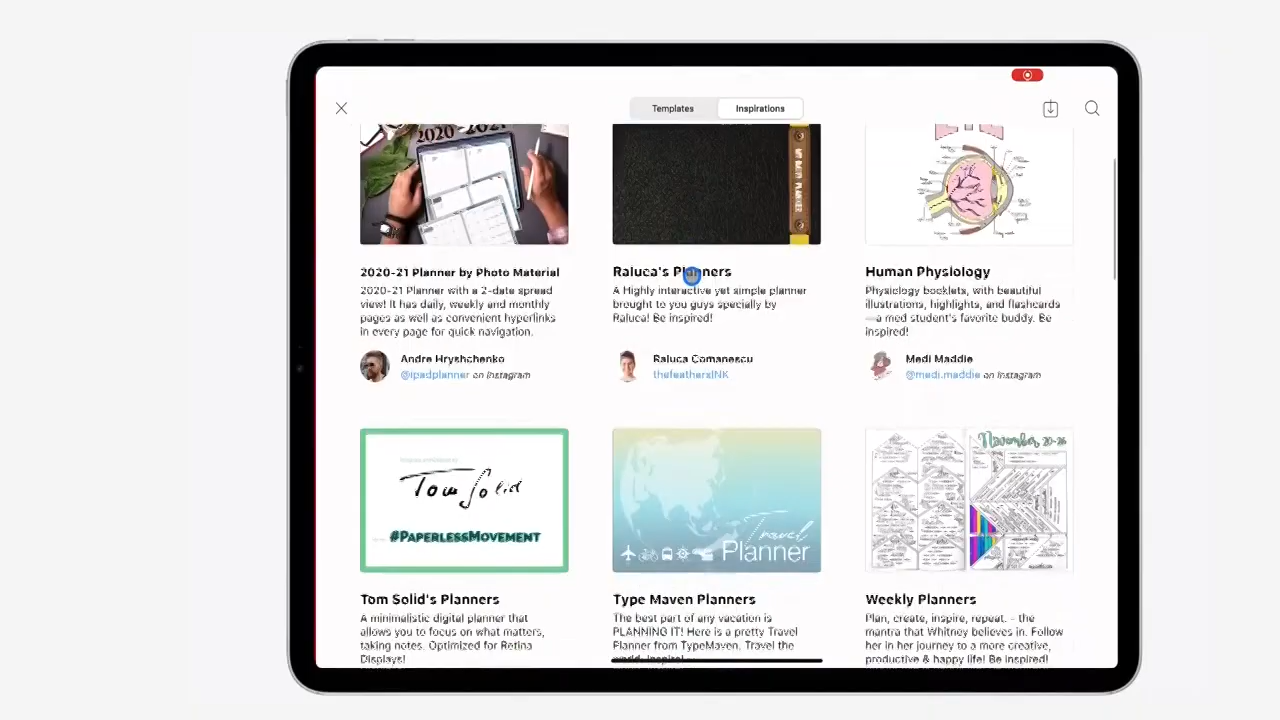 Templates
Inspirations
2020 - 2021
MY DAILY PLANNER
2020-21 Planner by Photo Material
2020-21 Planner with a 2-date spread
view! It has daily, weekly and monthly
pages as well as convenient hyperlinks
in every page for quick navigation.
Andre Hryshchenko
@ipadplanner on Instagram
Raluca's Planners
A Highly interactive yet simple planner
brought to you guys specially by
Raluca! Be inspired!
Raluca Comanescu
thefeathersINK
Human Physiology
Physiology booklets, with beautiful
illustrations, highlights, and flashcards
—a med student's favorite buddy. Be
inspired!
Medi Maddie
@medi.maddie on Instagram
Tom Solid
#PAPERLESSMOVEMENT
Travel
Planner
November 20-26
Tom Solid's Planners
A minimalistic digital planner that
allows you to focus on what matters,
taking notes. Optimized for Retina
Displays!
Type Maven Planners
The best part of any vacation is
PLANNING IT! Here is a pretty Travel
Planner from TypeMaven. Travel the
world. Inspire!
Weekly Planners
Plan, create, inspire, repeat. - the
mantra that Whitney believes in. Follow
her in her journey to a more creative,
productive & happy life! Be inspired!